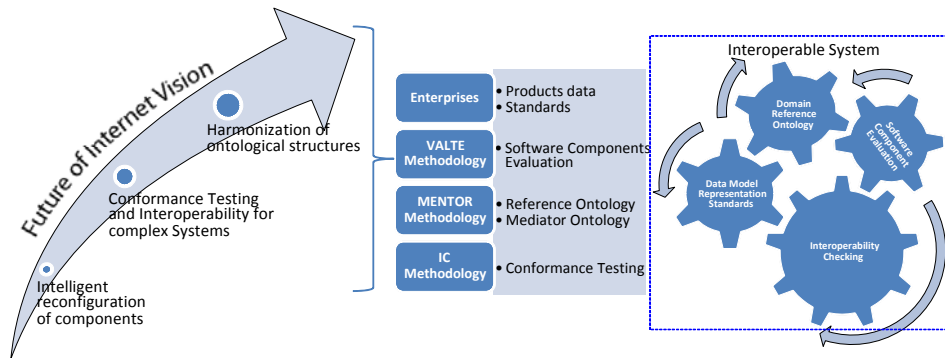 Future of Internet Vision
Harmonization of
ontological structures
Conformance Testing
and Interoperability for
complex Systems
Intelligent
reconfiguration
of components
Enterprises
• Products data
• Standards
VALTE
Methodology
• Software Components
Evaluation
MENTOR
Methodology
• Reference Ontology
• Mediator Ontology
IC
Methodology
• Conformance Testing
Interoperable System
Domain
Reference
Ontology
Software
Component
Evaluation
Data Model
Representation
Standards
Interoperability
Checking